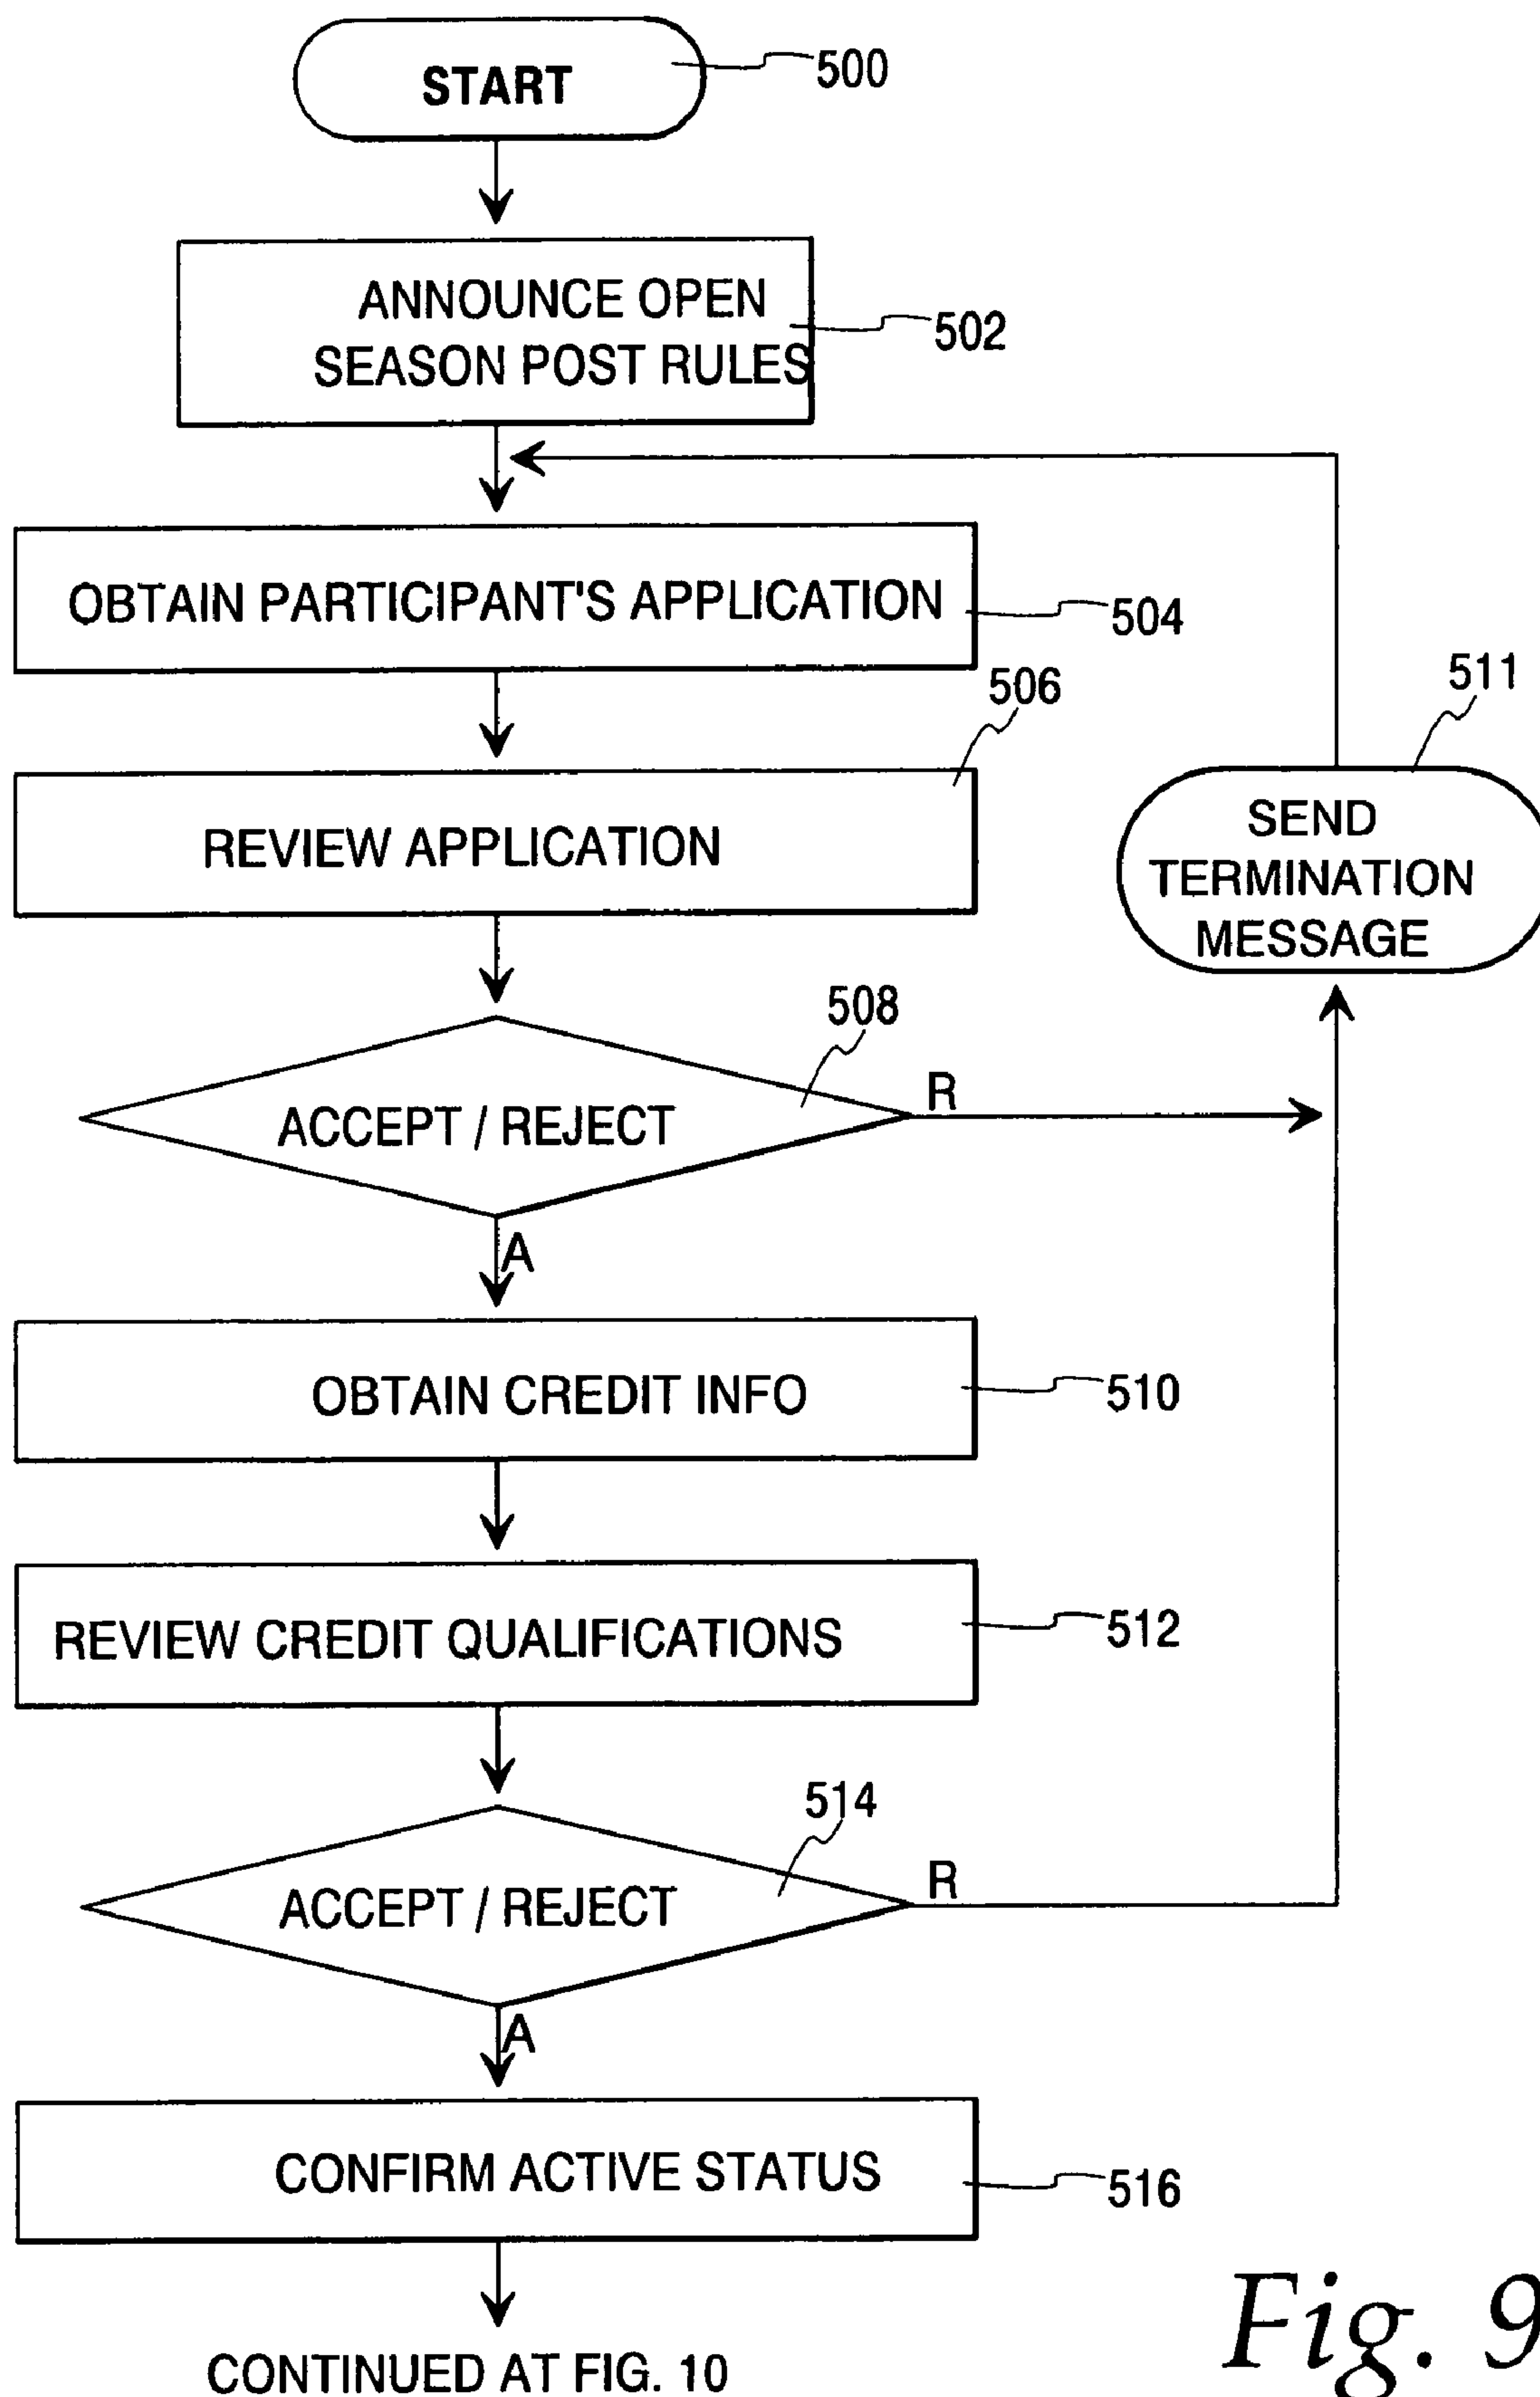 START
500
ANNOUNCE OPEN
SEASON POST RULES
502
OBTAIN PARTICIPANT'S APPLICATION
504
506
511
REVIEW APPLICATION
SEND
TERMINATION
MESSAGE
508
ACCEPT / REJECT
R
A
OBTAIN CREDIT INFO
510
REVIEW CREDIT QUALIFICATIONS
512
514
ACCEPT / REJECT
R
A
CONFIRM ACTIVE STATUS
516
CONTINUED AT FIG. 10
Fig. 9